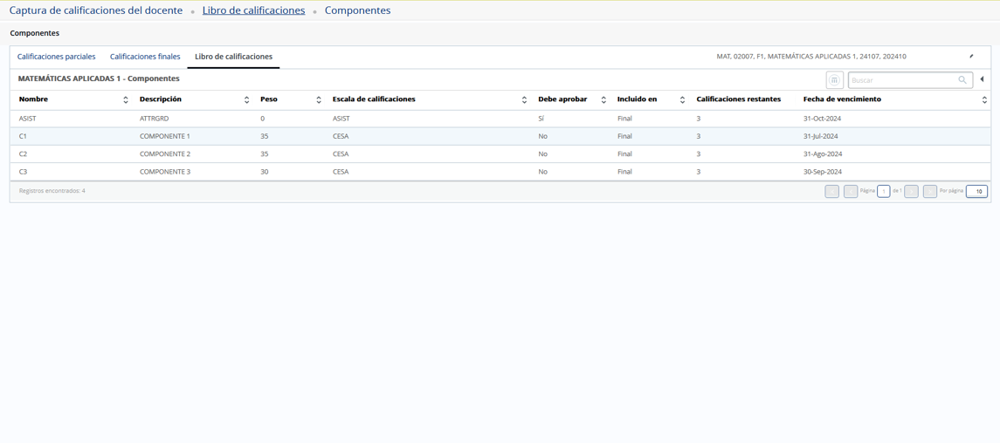 Captura de calificaciones del docente • Libro de calificaciones • Componentes
Componentes
Calificaciones parciales Calificaciones finales Libro de calificaciones MAT, 02007, F1, MATEMÁTICAS APLICADAS 1, 24107, 202410
MATEMÁTICAS APLICADAS 1 - Componentes Buscar
Nombre Descripción Peso Escala de calificaciones Debe aprobar Incluido en Calificaciones restantes Fecha de vencimiento
ASIST ATTRGRD 0 ASIST Sí Final 3 31-Oct-2024
C1 COMPONENTE 1 35 CESA No Final 3 31-Jul-2024
C2 COMPONENTE 2 35 CESA No Final 3 31-Ago-2024
C3 COMPONENTE 3 30 CESA No Final 3 30-Sep-2024
Registros encontrados: 4 Página 1 de 1 Por página 10